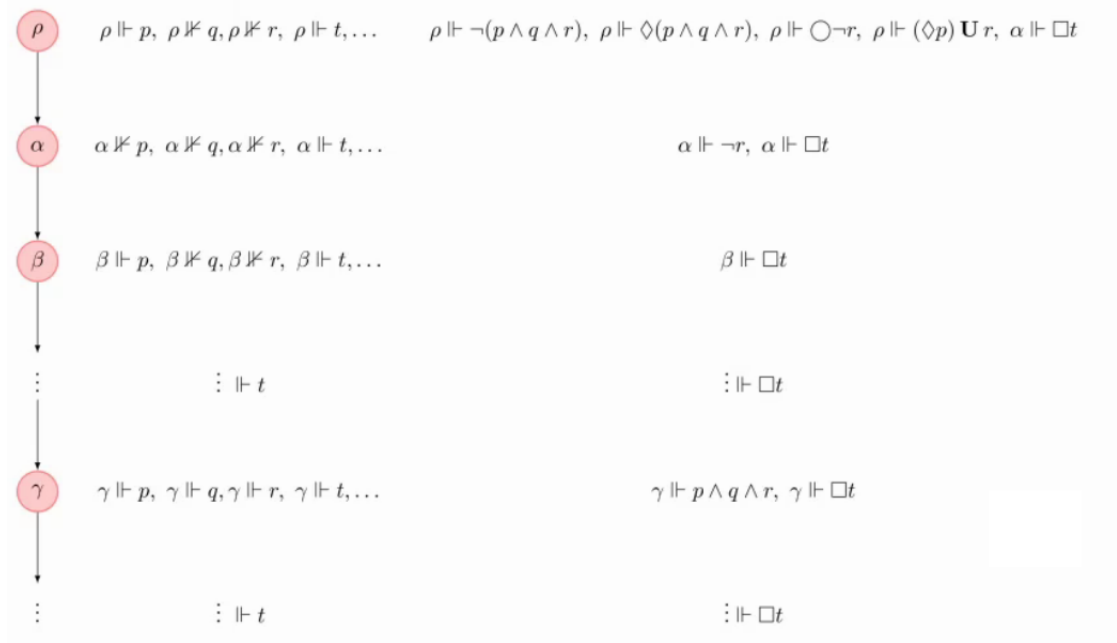 ρ ρ ⊩ p, ρ ⊮ q, ρ ⊮ r, ρ ⊩ t, … ρ ⊩ ¬(p ∧ q ∧ r), ρ ⊩ ◊(p ∧ q ∧ r), ρ ⊩ ◯¬r, ρ ⊩ (◊p) U r, α ⊩ □t
α α ⊮ p, α ⊮ q, α ⊮ r, α ⊩ t, … α ⊩ ¬r, α ⊩ □t
β β ⊩ p, β ⊮ q, β ⊮ r, β ⊩ t, … β ⊩ □t
⋮ ⋮ ⊩ t ⋮ ⊩ □t
γ γ ⊩ p, γ ⊩ q, γ ⊩ r, γ ⊩ t, … γ ⊩ p ∧ q ∧ r, γ ⊩ □t
⋮ ⋮ ⊩ t ⋮ ⊩ □t